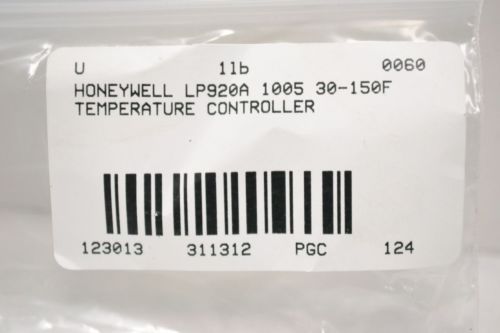 U 1lb 0060
HONEYWELL LP920A 1005 30-150F
TEMPERATURE CONTROLLER
123013 311312 PGC 124